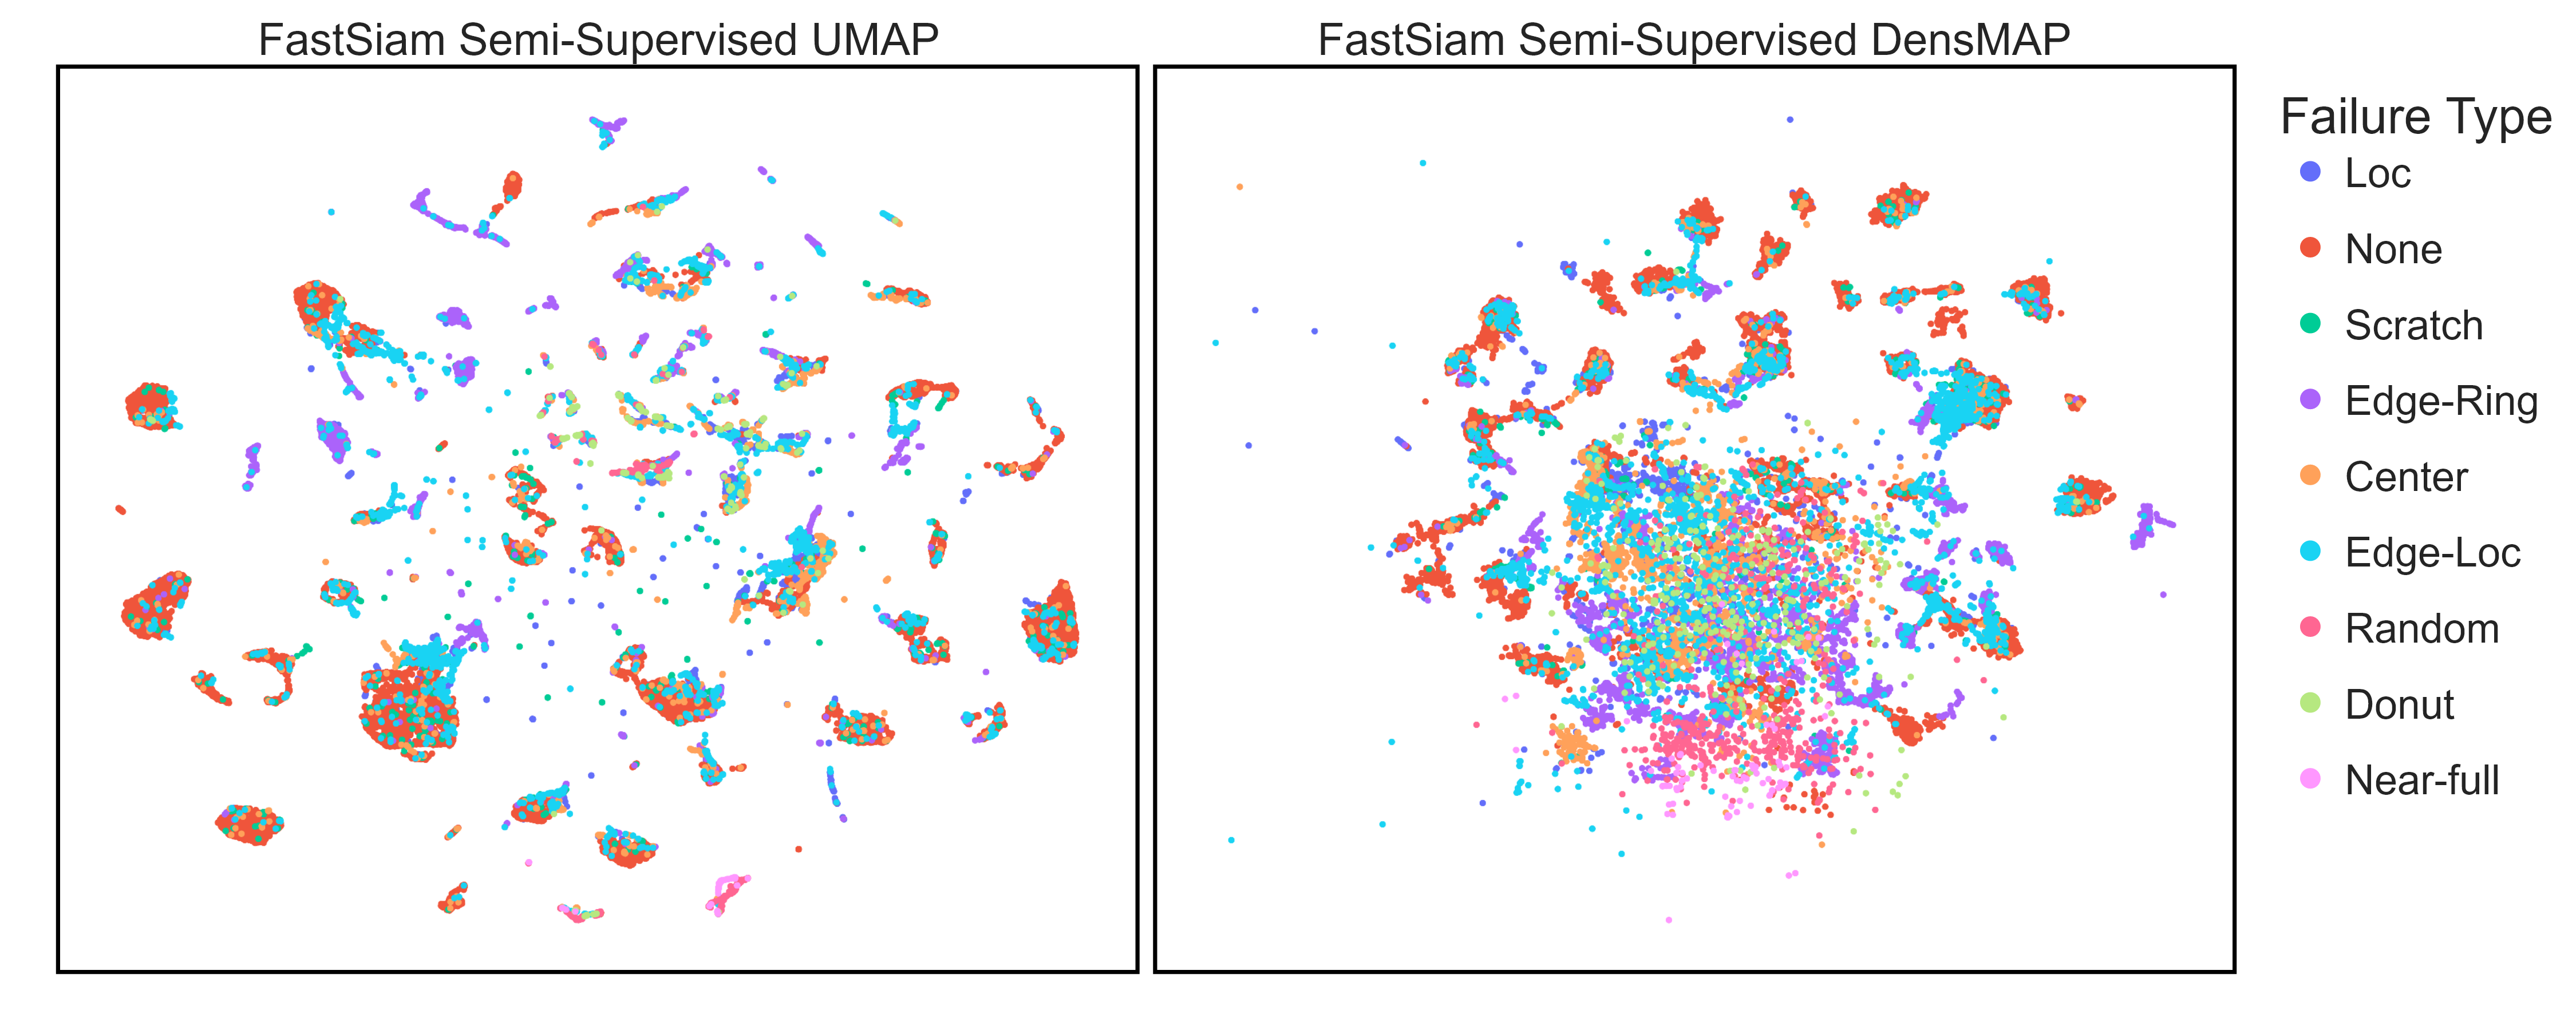 FastSiam Semi-Supervised UMAP
FastSiam Semi-Supervised DensMAP
Failure Type
Loc
None
Scratch
Edge-Ring
Center
Edge-Loc
Random
Donut
Near-full